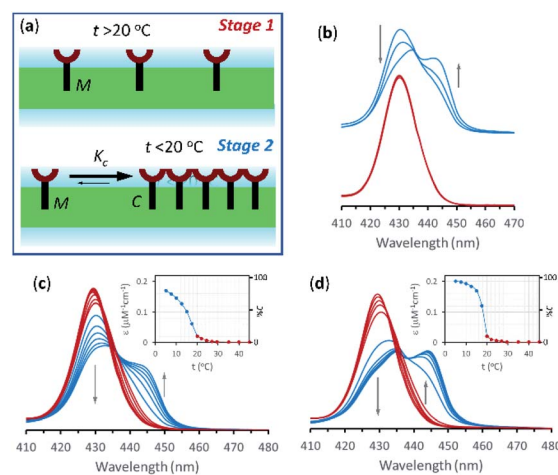 (a) t >20 °C Stage 1
M
t <20 °C Stage 2
Kc
M C
(b)
410 420 430 440 450 460 470
Wavelength (nm)
(c)
0.2 100
0.1
0 0
0 10 20 30 40
ε (μM⁻¹cm⁻¹)
%C
t (°C)
410 420 430 440 450 460 470 480
Wavelength (nm)
(d)
0.2 100
0.1
0 0
0 10 20 30 40
ε (μM⁻¹cm⁻¹)
%C
t (°C)
410 420 430 440 450 460 470 480
Wavelength (nm)